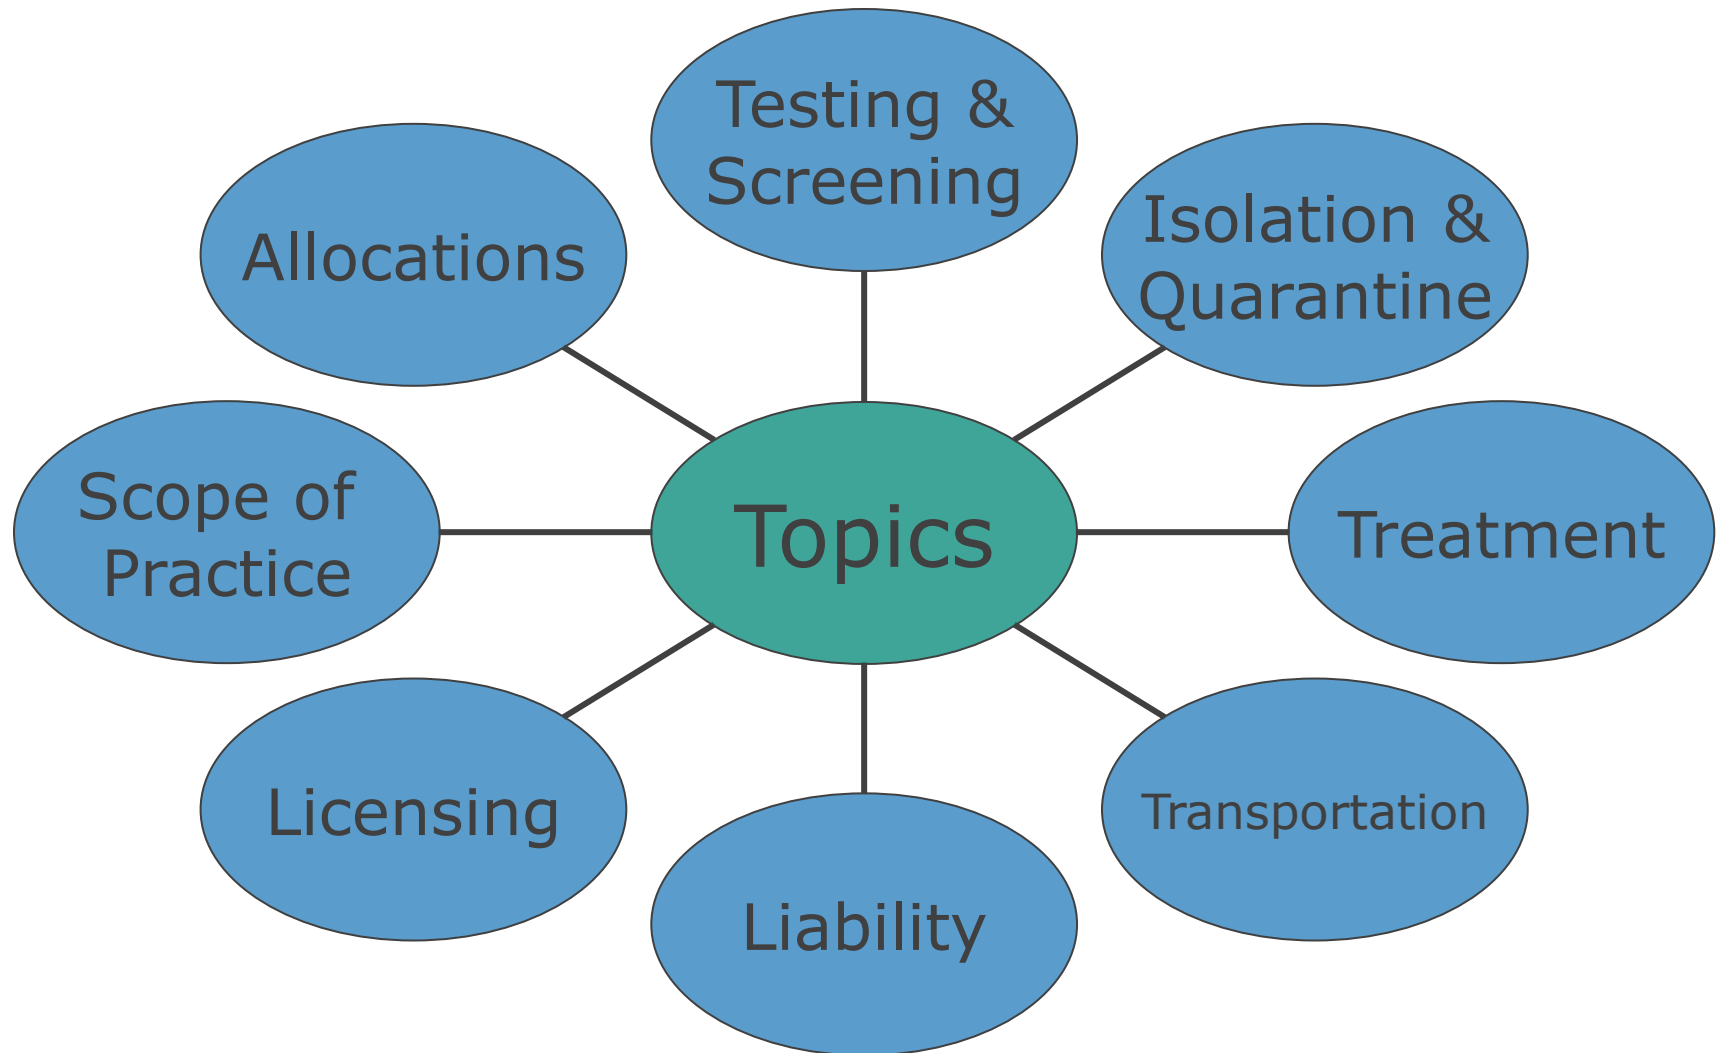 Testing &
Screening
Isolation &
Quarantine
Allocations
Scope of
Practice
Topics
Treatment
Licensing
Transportation
Liability